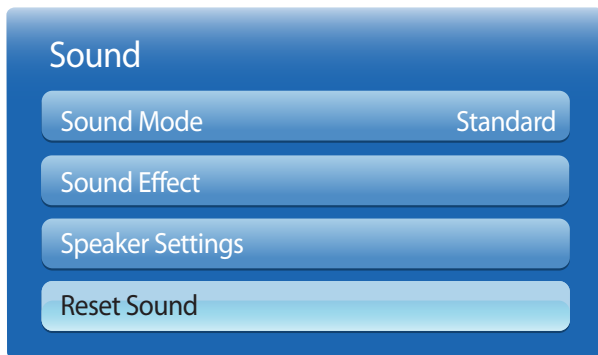 Sound
Sound Mode Standard
Sound Effect
Speaker Settings
Reset Sound